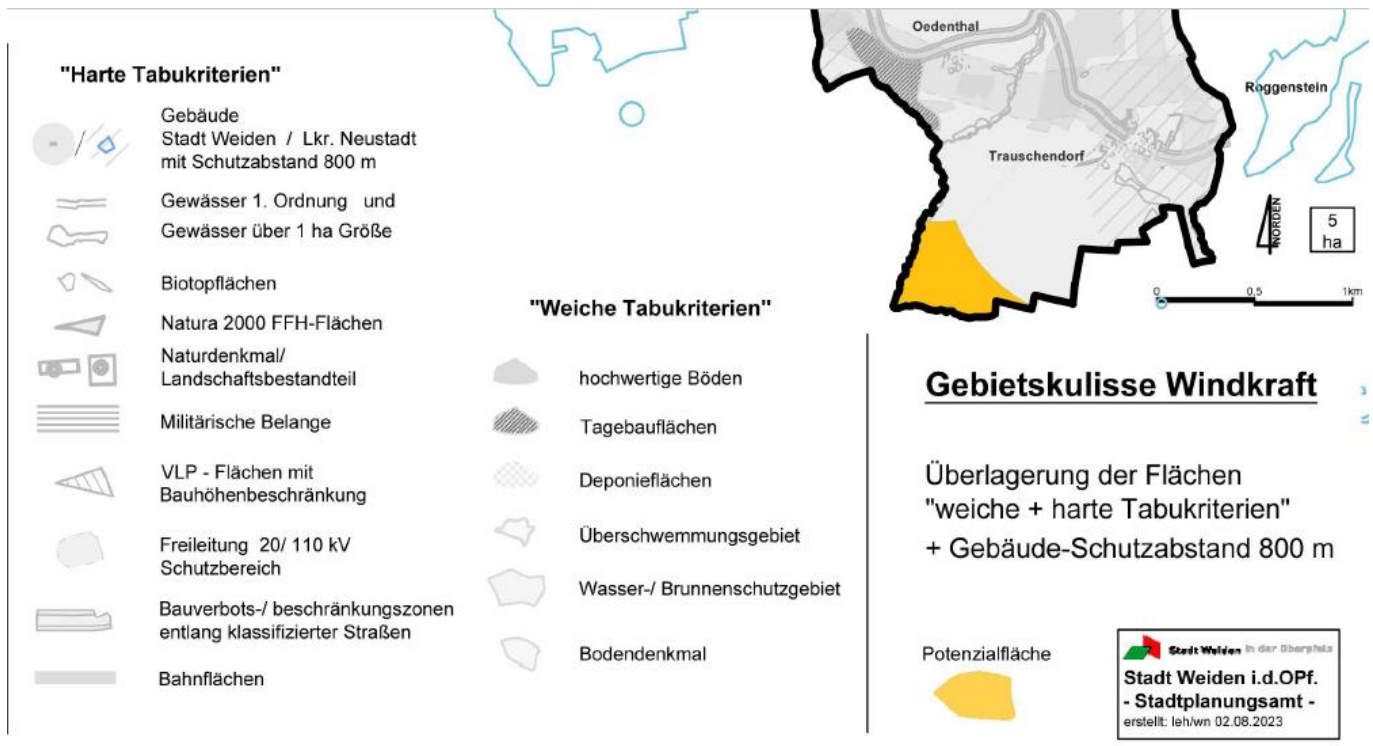 "Harte Tabukriterien"
Gebäude
Stadt Weiden / Lkr. Neustadt
mit Schutzabstand 800 m
Gewässer 1. Ordnung und
Gewässer über 1 ha Größe
Biotopflächen
Natura 2000 FFH-Flächen
Naturdenkmal/
Landschaftsbestandteil
Militärische Belange
VLP - Flächen mit
Bauhöhenbeschränkung
Freileitung 20/ 110 kV
Schutzbereich
Bauverbots-/ beschränkungszonen
entlang klassifizierter Straßen
Bahnflächen
"Weiche Tabukriterien"
hochwertige Böden
Tagebauflächen
Deponieflächen
Überschwemmungsgebiet
Wasser-/ Brunnenschutzgebiet
Bodendenkmal
Oedenthal
Roggenstein
Trauschendorf
NORDEN
5
ha
0 0,5 1km
Gebietskulisse Windkraft
Überlagerung der Flächen
"weiche + harte Tabukriterien"
+ Gebäude-Schutzabstand 800 m
Potenzialfläche
Stadt Weiden in der Oberpfalz
Stadt Weiden i.d.OPf.
- Stadtplanungsamt -
erstellt: leh/wn 02.08.2023